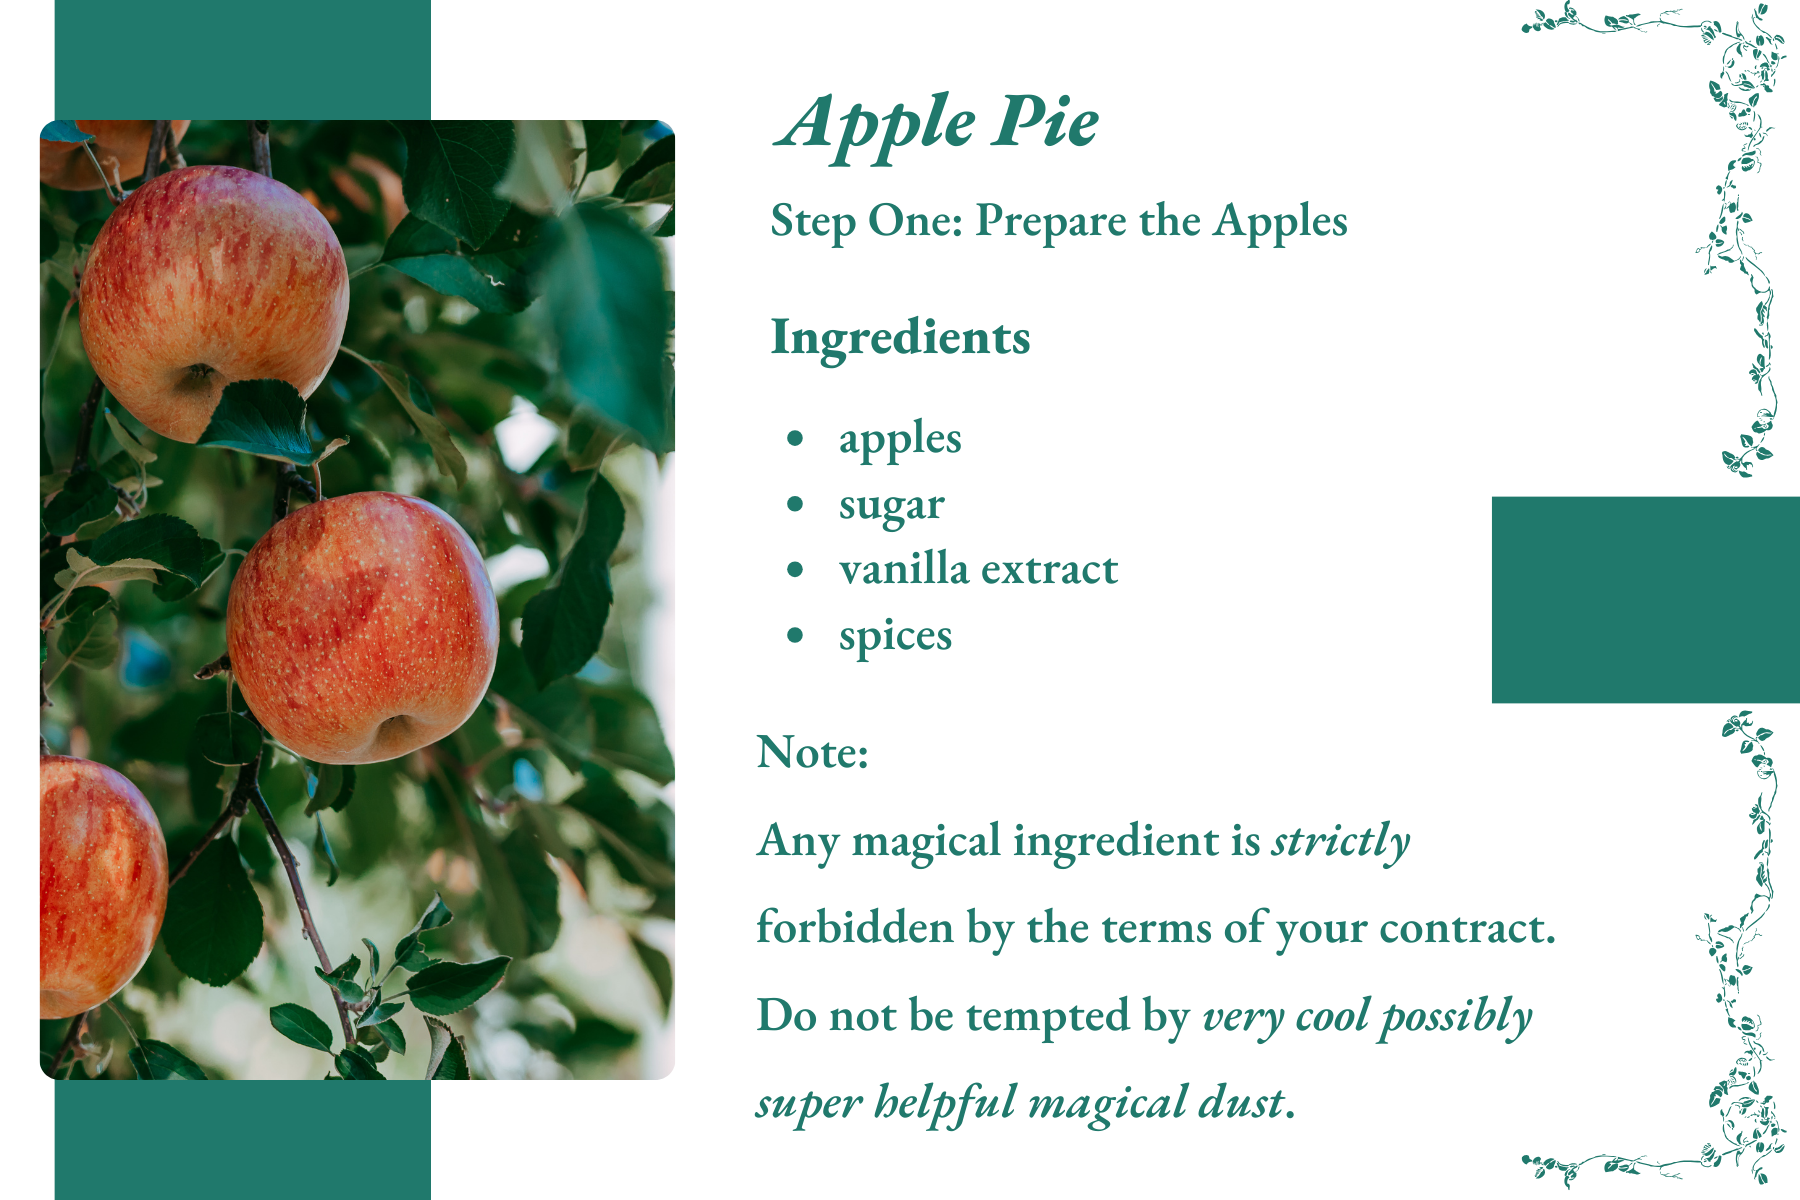 Apple Pie
Step One: Prepare the Apples
Ingredients
• apples
• sugar
• vanilla extract
• spices
Note:
Any magical ingredient is strictly
forbidden by the terms of your contract.
Do not be tempted by very cool possibly
super helpful magical dust.